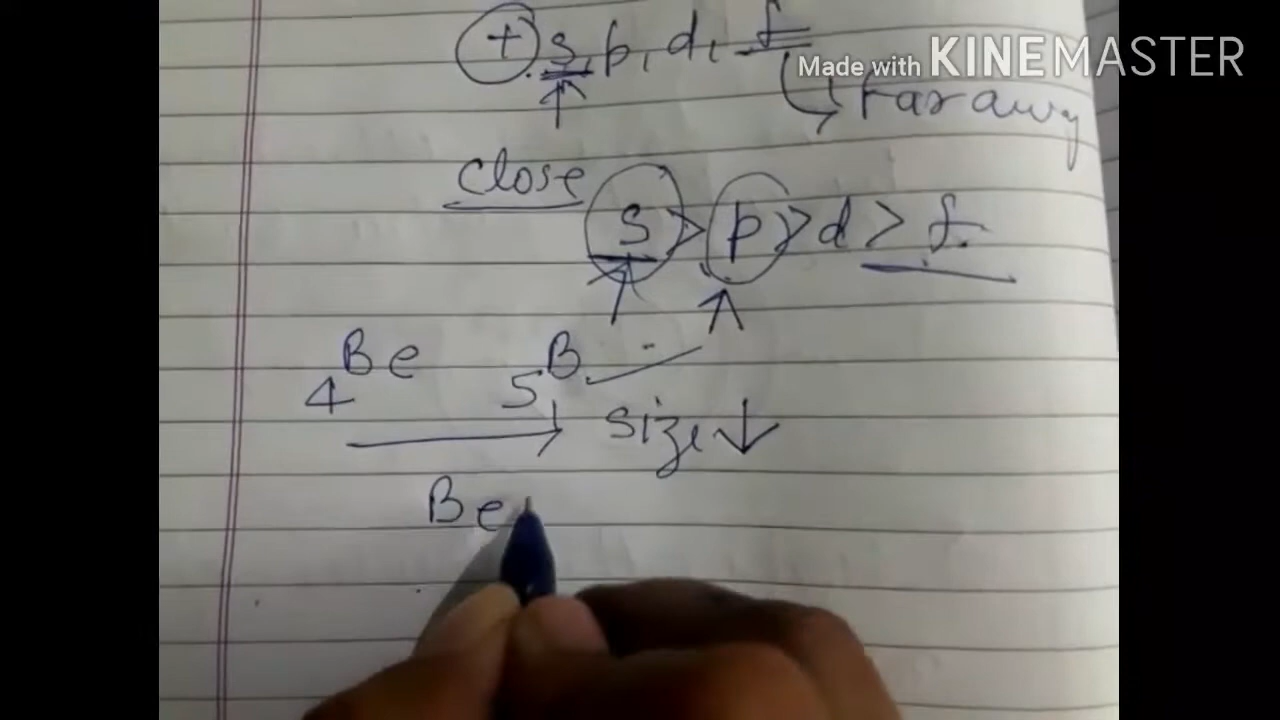 + s, p, d, f
Made with KINEMASTER
far away
close s > p > d > f
4Be 5B
size ↓
Be